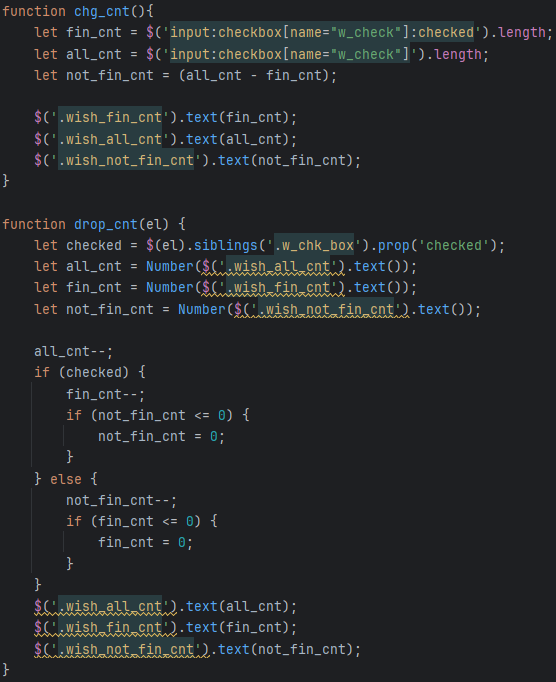 function chg_cnt(){
    let fin_cnt = $('input:checkbox[name="w_check"]:checked').length;
    let all_cnt = $('input:checkbox[name="w_check"]').length;
    let not_fin_cnt = (all_cnt - fin_cnt);

    $('.wish_fin_cnt').text(fin_cnt);
    $('.wish_all_cnt').text(all_cnt);
    $('.wish_not_fin_cnt').text(not_fin_cnt);
}

function drop_cnt(el) {
    let checked = $(el).siblings('.w_chk_box').prop('checked');
    let all_cnt = Number($('.wish_all_cnt').text());
    let fin_cnt = Number($('.wish_fin_cnt').text());
    let not_fin_cnt = Number($('.wish_not_fin_cnt').text());

    all_cnt--;
    if (checked) {
        fin_cnt--;
        if (not_fin_cnt <= 0) {
            not_fin_cnt = 0;
        }
    } else {
        not_fin_cnt--;
        if (fin_cnt <= 0) {
            fin_cnt = 0;
        }
    }
    $('.wish_all_cnt').text(all_cnt);
    $('.wish_fin_cnt').text(fin_cnt);
    $('.wish_not_fin_cnt').text(not_fin_cnt);
}